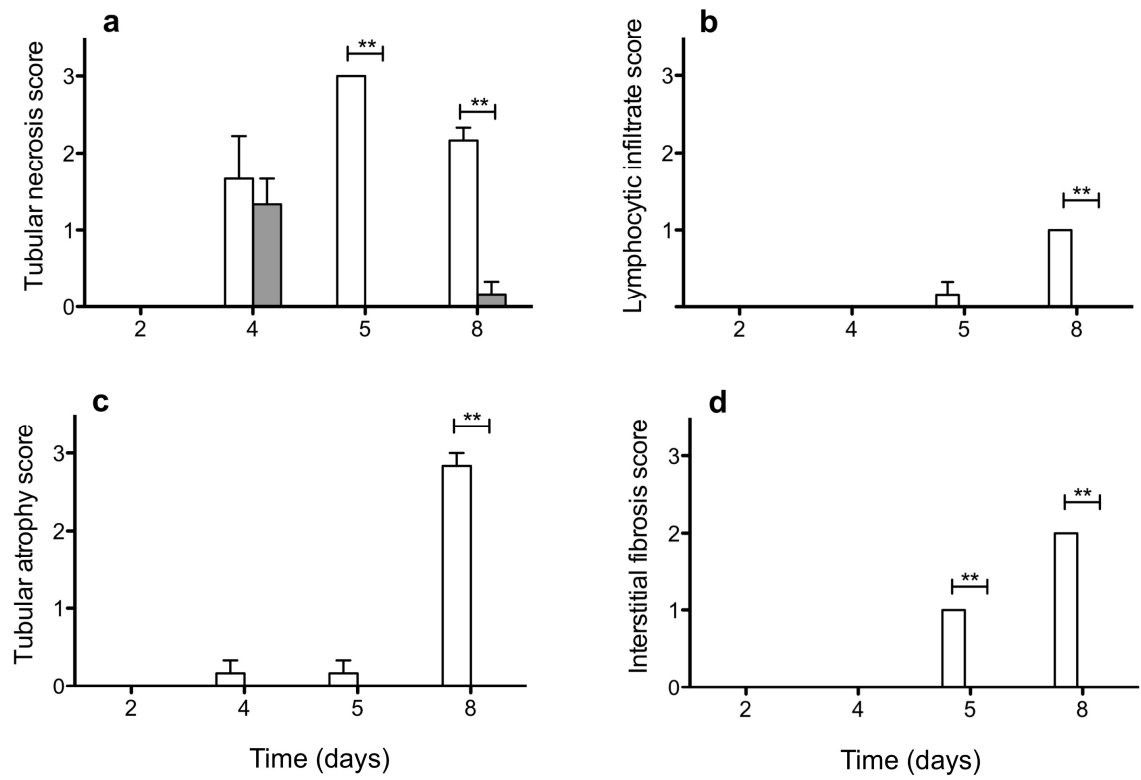 a
Tubular necrosis score
3
2
1
0
**
**
2 4 5 8
b
Lymphocytic infiltrate score
3
2
1
**
2 4 5 8
c
Tubular atrophy score
3
2
1
0
**
2 4 5 8
Time (days)
d
Interstitial fibrosis score
3
2
1
0
**
**
2 4 5 8
Time (days)